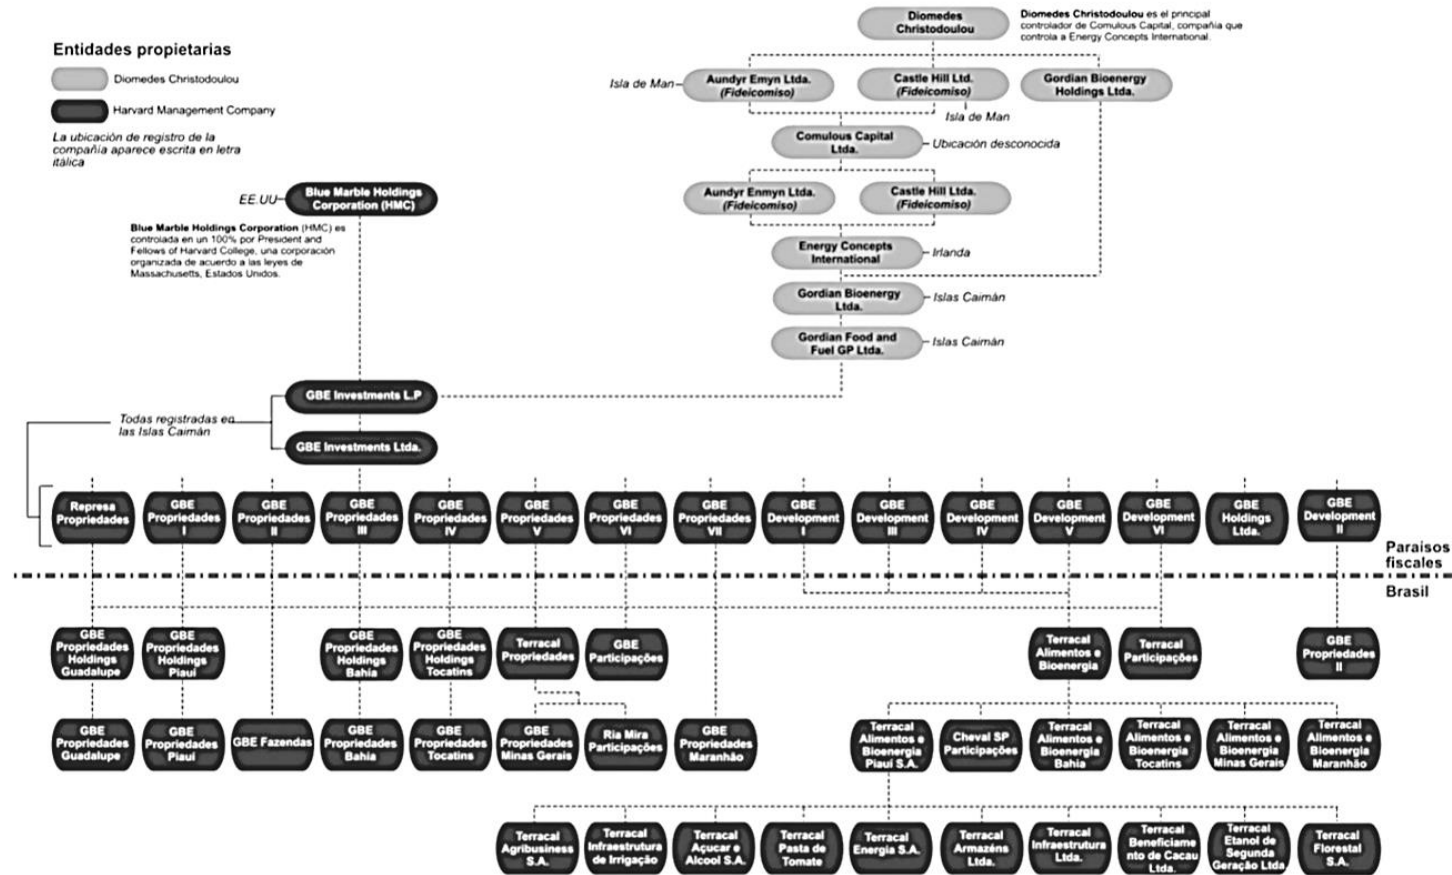 Diomedes
Christodoulou
Diomedes Christodoulou es el principal
controlador de Comulous Capital, compañía que
controla a Energy Concepts International.
Entidades propietarias
Diomedes Christodoulou
Harvard Management Company
La ubicación de registro de la
compañía aparece escrita en letra
itálica
Isla de Man
Aundyr Emyn Ltda.
(Fideicomiso)
Castle Hill Ltd.
(Fideicomiso)
Gordian Bioenergy
Holdings Ltda.
Isla de Man
Comulous Capital
Ltda.
Ubicación desconocida
EE.UU
Blue Marble Holdings
Corporation (HMC)
Aundyr Enmyn Ltda.
(Fideicomiso)
Castle Hill Ltda.
(Fideicomiso)
Blue Marble Holdings Corporation (HMC) es
controlada en un 100% por President and
Fellows of Harvard College, una corporación
organizada de acuerdo a las leyes de
Massachusetts, Estados Unidos.
Energy Concepts
International
Irlanda
Gordian Bioenergy
Ltda.
Islas Caimán
Gordian Food and
Fuel GP Ltda.
Islas Caimán
GBE Investments L.P
Todas registradas en
las Islas Caimán
GBE Investments Ltda.
Represa
Propriedades
GBE
Propriedades
I
GBE
Propriedades
II
GBE
Propriedades
III
GBE
Propriedades
IV
GBE
Propriedades
V
GBE
Propriedades
VI
GBE
Propriedades
VII
GBE
Development
I
GBE
Development
III
GBE
Development
IV
GBE
Development
V
GBE
Development
VI
GBE
Holdings
Ltda.
GBE
Development
II
Paraisos
fiscales
Brasil
GBE
Propriedades
Holdings
Guadalupe
GBE
Propriedades
Holdings
Piauí
GBE
Propriedades
Holdings
Bahia
GBE
Propriedades
Holdings
Tocatins
Terracal
Propriedades
GBE
Participações
Terracal
Alimentos e
Bioenergia
Terracal
Participações
GBE
Propriedades
II
GBE
Propriedades
Guadalupe
GBE
Propriedades
Piauí
GBE Fazendas
GBE
Propriedades
Bahia
GBE
Propriedades
Tocatins
GBE
Propriedades
Minas Gerais
Ria Mira
Participações
GBE
Propriedades
Maranhão
Terracal
Alimentos e
Bioenergia
Piauí S.A.
Cheval SP
Participações
Terracal
Alimentos e
Bioenergia
Bahia
Terracal
Alimentos e
Bioenergia
Tocatins
Terracal
Alimentos e
Bioenergia
Minas Gerais
Terracal
Alimentos e
Bioenergia
Maranhão
Terracal
Agribusiness
S.A.
Terracal
Infraestrutura
de Irrigação
Terracal
Açucar e
Alcool S.A.
Terracal
Pasta de
Tomate
Terracal
Energia S.A.
Terracal
Armazéns
Ltda.
Terracal
Infraestrutura
Ltda.
Terracal
Beneficiame
nto de Cacau
Ltda.
Terracal
Etanol de
Segunda
Geração Ltda
Terracal
Florestal
S.A.